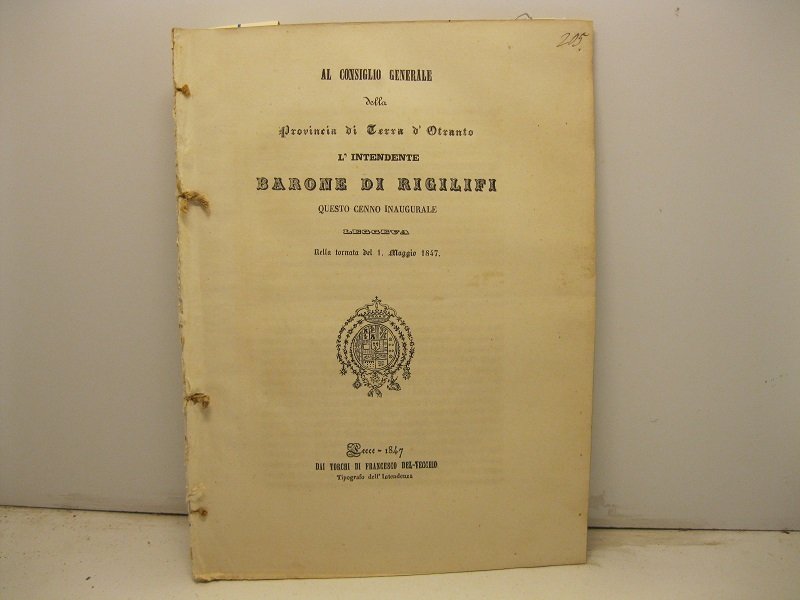 205.
AL CONSIGLIO GENERALE
della
Provincia di Terra d' Otranto
L' INTENDENTE
BARONE DI RIGILIFI
QUESTO CENNO INAUGURALE
LEGGEVA
Nella tornata del 1. Maggio 1847.
Lecce - 1847
DAI TORCHI DI FRANCESCO DEL-VECCHIO
Tipografo dell' Intendenza